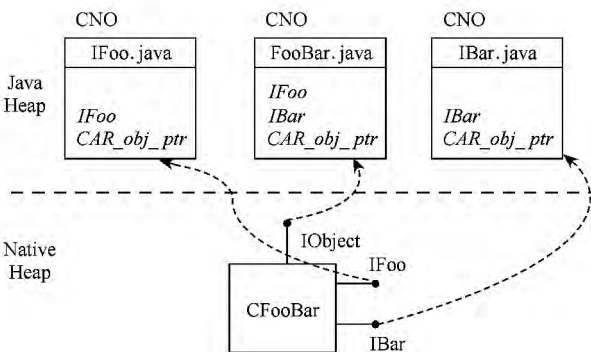 CNO
CNO
CNO
IFoo.java
FooBar.java
IBar.java
Java
Heap
IFoo
CAR_obj_ptr
IFoo
IBar
CAR_obj_ptr
IBar
CAR_obj_ptr
Native
Heap
IObject
IFoo
CFooBar
IBar